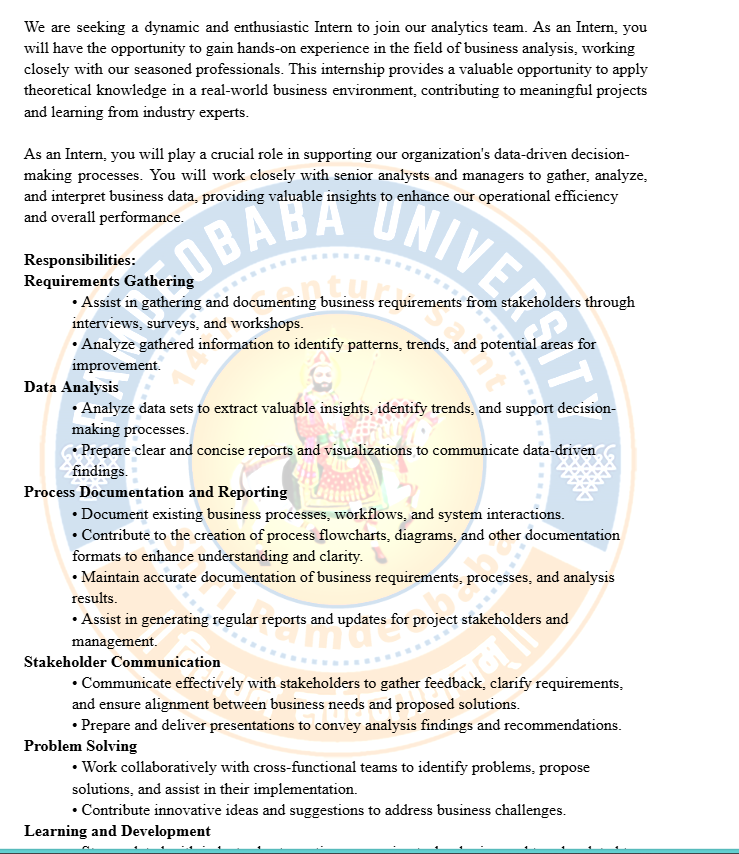 We are seeking a dynamic and enthusiastic Intern to join our analytics team. As an Intern, you
will have the opportunity to gain hands-on experience in the field of business analysis, working
closely with our seasoned professionals. This internship provides a valuable opportunity to apply
theoretical knowledge in a real-world business environment, contributing to meaningful projects
and learning from industry experts.
As an Intern, you will play a crucial role in supporting our organization's data-driven decision-
making processes. You will work closely with senior analysts and managers to gather, analyze,
and interpret business data, providing valuable insights to enhance our operational efficiency
and overall performance.
Responsibilities:
Requirements Gathering
• Assist in gathering and documenting business requirements from stakeholders through
interviews, surveys, and workshops.
• Analyze gathered information to identify patterns, trends, and potential areas for
improvement.
Data Analysis
• Analyze data sets to extract valuable insights, identify trends, and support decision-
making processes.
• Prepare clear and concise reports and visualizations to communicate data-driven
findings.
Process Documentation and Reporting
• Document existing business processes, workflows, and system interactions.
• Contribute to the creation of process flowcharts, diagrams, and other documentation
formats to enhance understanding and clarity.
• Maintain accurate documentation of business requirements, processes, and analysis
results.
• Assist in generating regular reports and updates for project stakeholders and
management.
Stakeholder Communication
• Communicate effectively with stakeholders to gather feedback, clarify requirements,
and ensure alignment between business needs and proposed solutions.
• Prepare and deliver presentations to convey analysis findings and recommendations.
Problem Solving
• Work collaboratively with cross-functional teams to identify problems, propose
solutions, and assist in their implementation.
• Contribute innovative ideas and suggestions to address business challenges.
Learning and Development
RAMDEOBABA UNIVERSITY
14th Century Saint
Shri Ramdeobaba